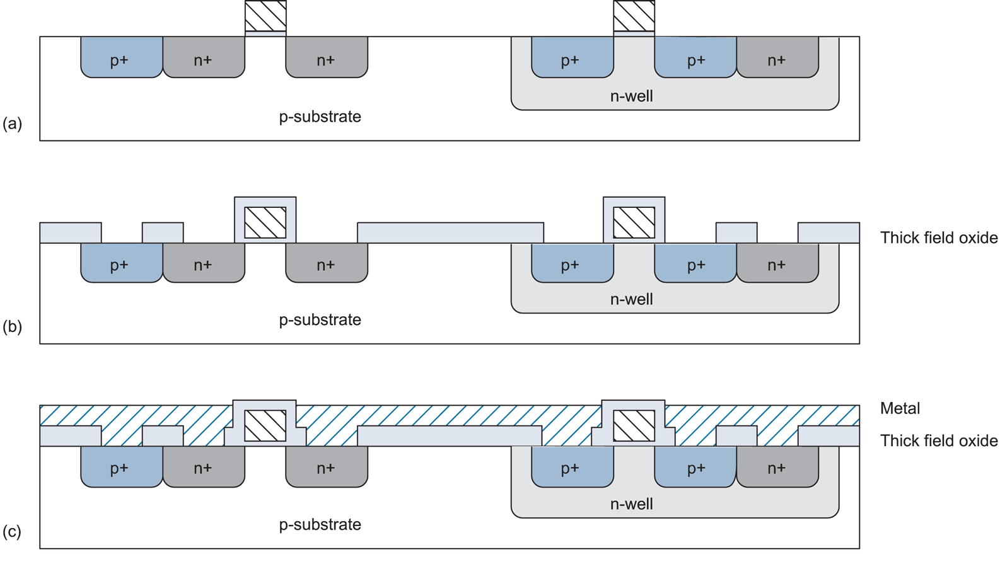 p+ n+ n+ p+ p+ n+
n-well
p-substrate
(a)
Thick field oxide
p+ n+ n+ p+ p+ n+
n-well
p-substrate
(b)
Metal
Thick field oxide
p+ n+ n+ p+ p+ n+
n-well
p-substrate
(c)